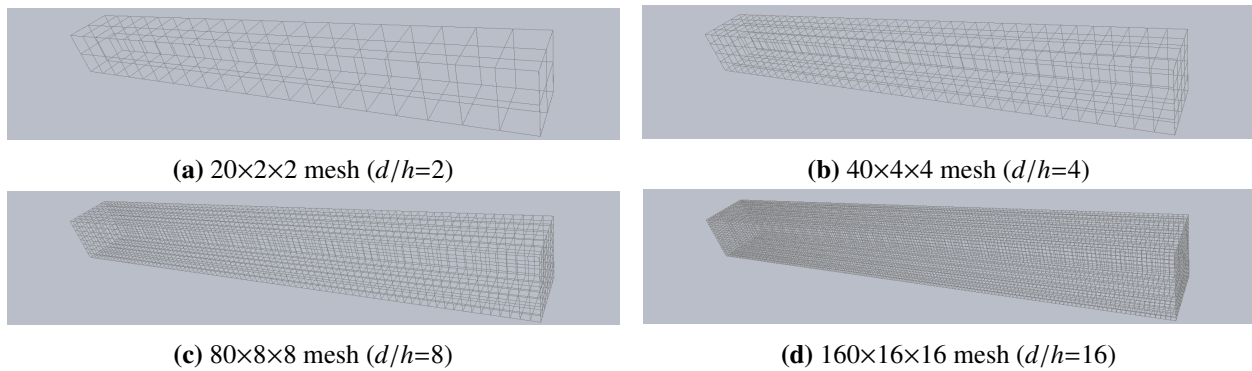 (a) 20×2×2 mesh (d/h=2)
(b) 40×4×4 mesh (d/h=4)
(c) 80×8×8 mesh (d/h=8)
(d) 160×16×16 mesh (d/h=16)